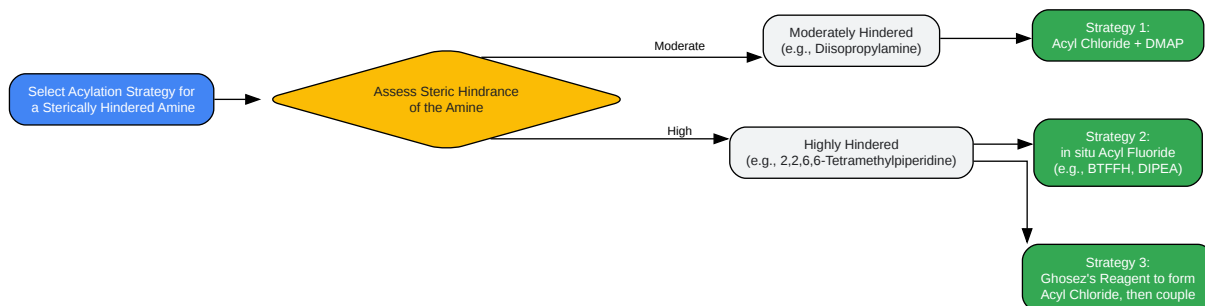 Select Acylation Strategy for
a Sterically Hindered Amine
Assess Steric Hindrance
of the Amine
Moderate
Moderately Hindered
(e.g., Diisopropylamine)
Strategy 1:
Acyl Chloride + DMAP
High
Highly Hindered
(e.g., 2,2,6,6-Tetramethylpiperidine)
Strategy 2:
in situ Acyl Fluoride
(e.g., BTFFH, DIPEA)
Strategy 3:
Ghosez's Reagent to form
Acyl Chloride, then couple